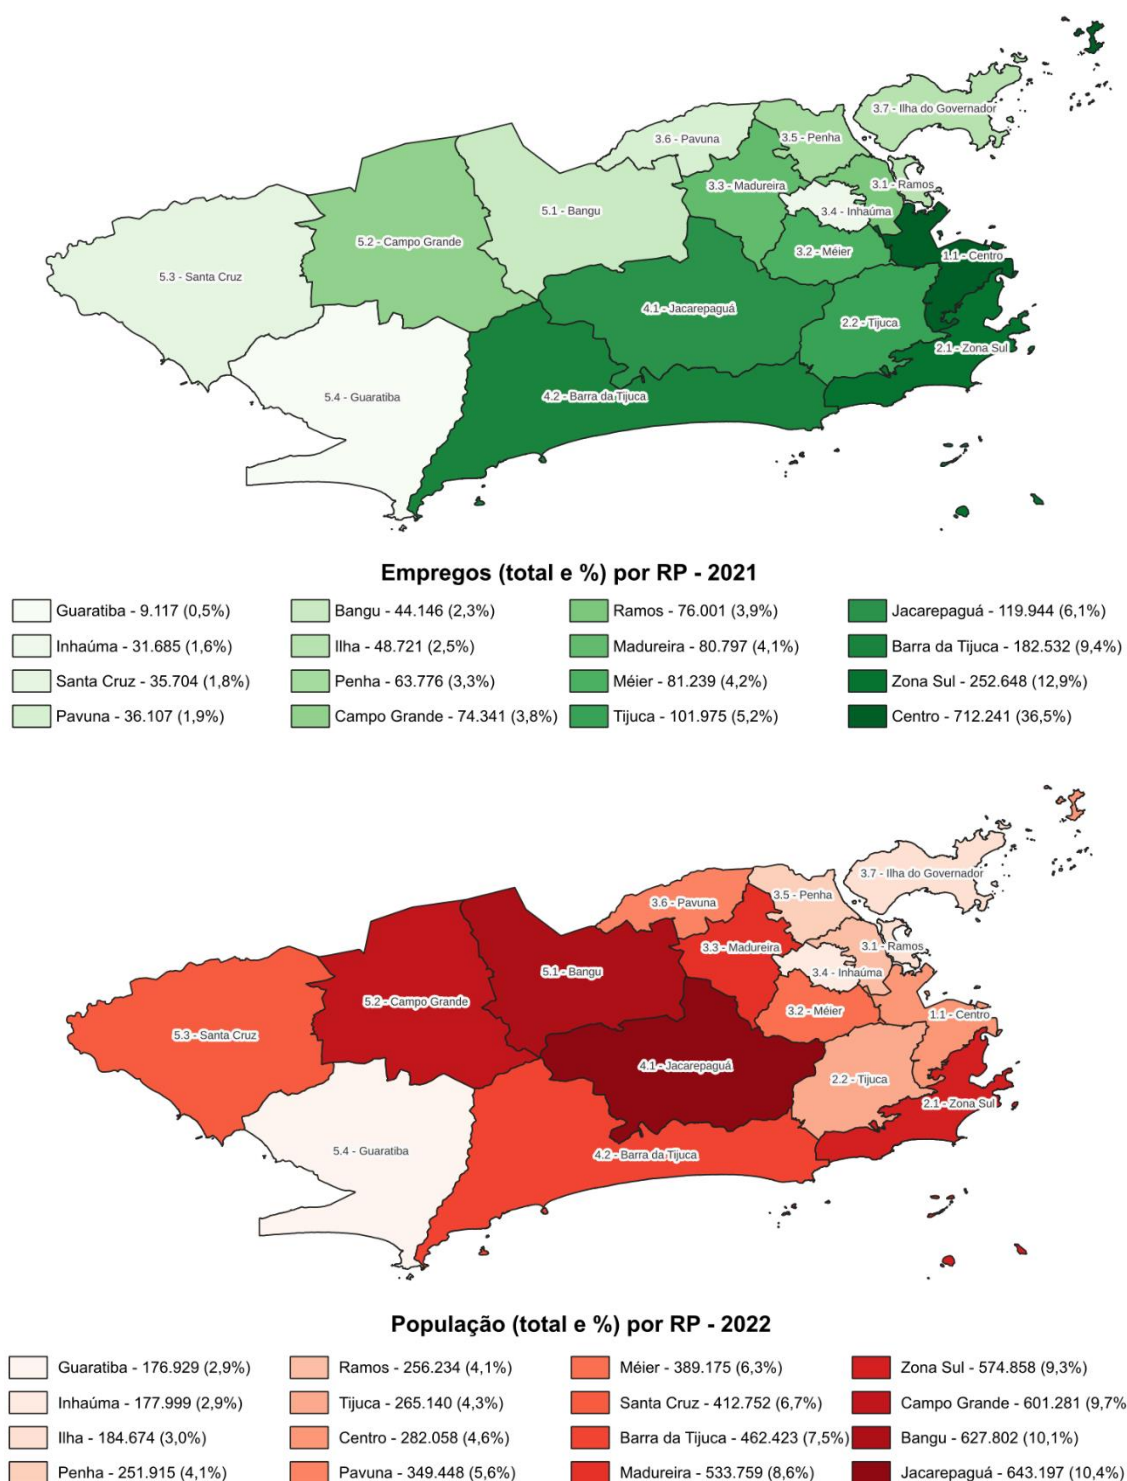 3.7 - Ilha do Governador
3.6 - Pavuna
3.5 - Penha
3.3 - Madureira
3.1 - Ramos
5.1 - Bangu
3.4 - Inhaúma
5.2 - Campo Grande
3.2 - Méier
1.1 - Centro
5.3 - Santa Cruz
4.1 - Jacarepaguá
2.2 - Tijuca
2.1 - Zona Sul
5.4 - Guaratiba
4.2 - Barra da Tijuca
Empregos (total e %) por RP - 2021
Guaratiba - 9.117 (0,5%)
Inhaúma - 31.685 (1,6%)
Santa Cruz - 35.704 (1,8%)
Pavuna - 36.107 (1,9%)
Bangu - 44.146 (2,3%)
Ilha - 48.721 (2,5%)
Penha - 63.776 (3,3%)
Campo Grande - 74.341 (3,8%)
Ramos - 76.001 (3,9%)
Madureira - 80.797 (4,1%)
Méier - 81.239 (4,2%)
Tijuca - 101.975 (5,2%)
Jacarepaguá - 119.944 (6,1%)
Barra da Tijuca - 182.532 (9,4%)
Zona Sul - 252.648 (12,9%)
Centro - 712.241 (36,5%)
3.7 - Ilha do Governador
3.5 - Penha
3.6 - Pavuna
3.3 - Madureira
3.1 - Ramos
5.1 - Bangu
3.4 - Inhaúma
5.2 - Campo Grande
3.2 - Méier
1.1 - Centro
5.3 - Santa Cruz
4.1 - Jacarepaguá
2.2 - Tijuca
2.1 - Zona Sul
5.4 - Guaratiba
4.2 - Barra da Tijuca
População (total e %) por RP - 2022
Guaratiba - 176.929 (2,9%)
Inhaúma - 177.999 (2,9%)
Ilha - 184.674 (3,0%)
Penha - 251.915 (4,1%)
Ramos - 256.234 (4,1%)
Tijuca - 265.140 (4,3%)
Centro - 282.058 (4,6%)
Pavuna - 349.448 (5,6%)
Méier - 389.175 (6,3%)
Santa Cruz - 412.752 (6,7%)
Barra da Tijuca - 462.423 (7,5%)
Madureira - 533.759 (8,6%)
Zona Sul - 574.858 (9,3%)
Campo Grande - 601.281 (9,7%
Bangu - 627.802 (10,1%)
Jacarepaguá - 643.197 (10,4%)